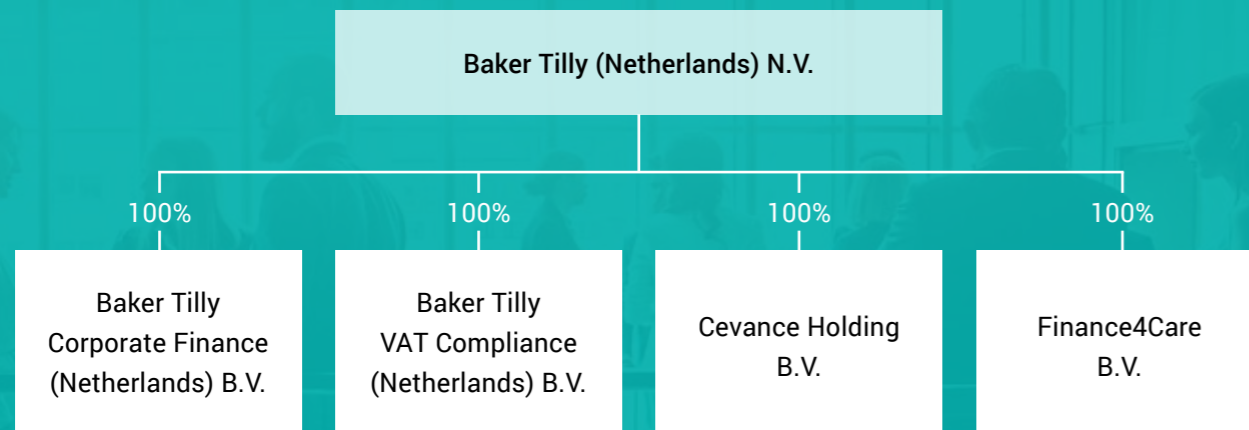 Baker Tilly (Netherlands) N.V.
100%
100%
100%
100%
Baker Tilly
Corporate Finance
(Netherlands) B.V.
Baker Tilly
VAT Compliance
(Netherlands) B.V.
Cevance Holding
B.V.
Finance4Care
B.V.